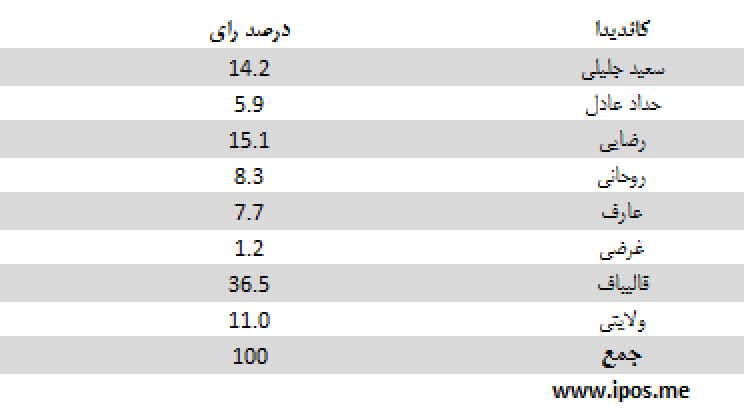 کاندیدا درصد رای
سعید جلیلی 14.2
حداد عادل 5.9
رضایی 15.1
روحانی 8.3
عارف 7.7
غرضی 1.2
قالیباف 36.5
ولایتی 11.0
جمع 100
www.ipos.me